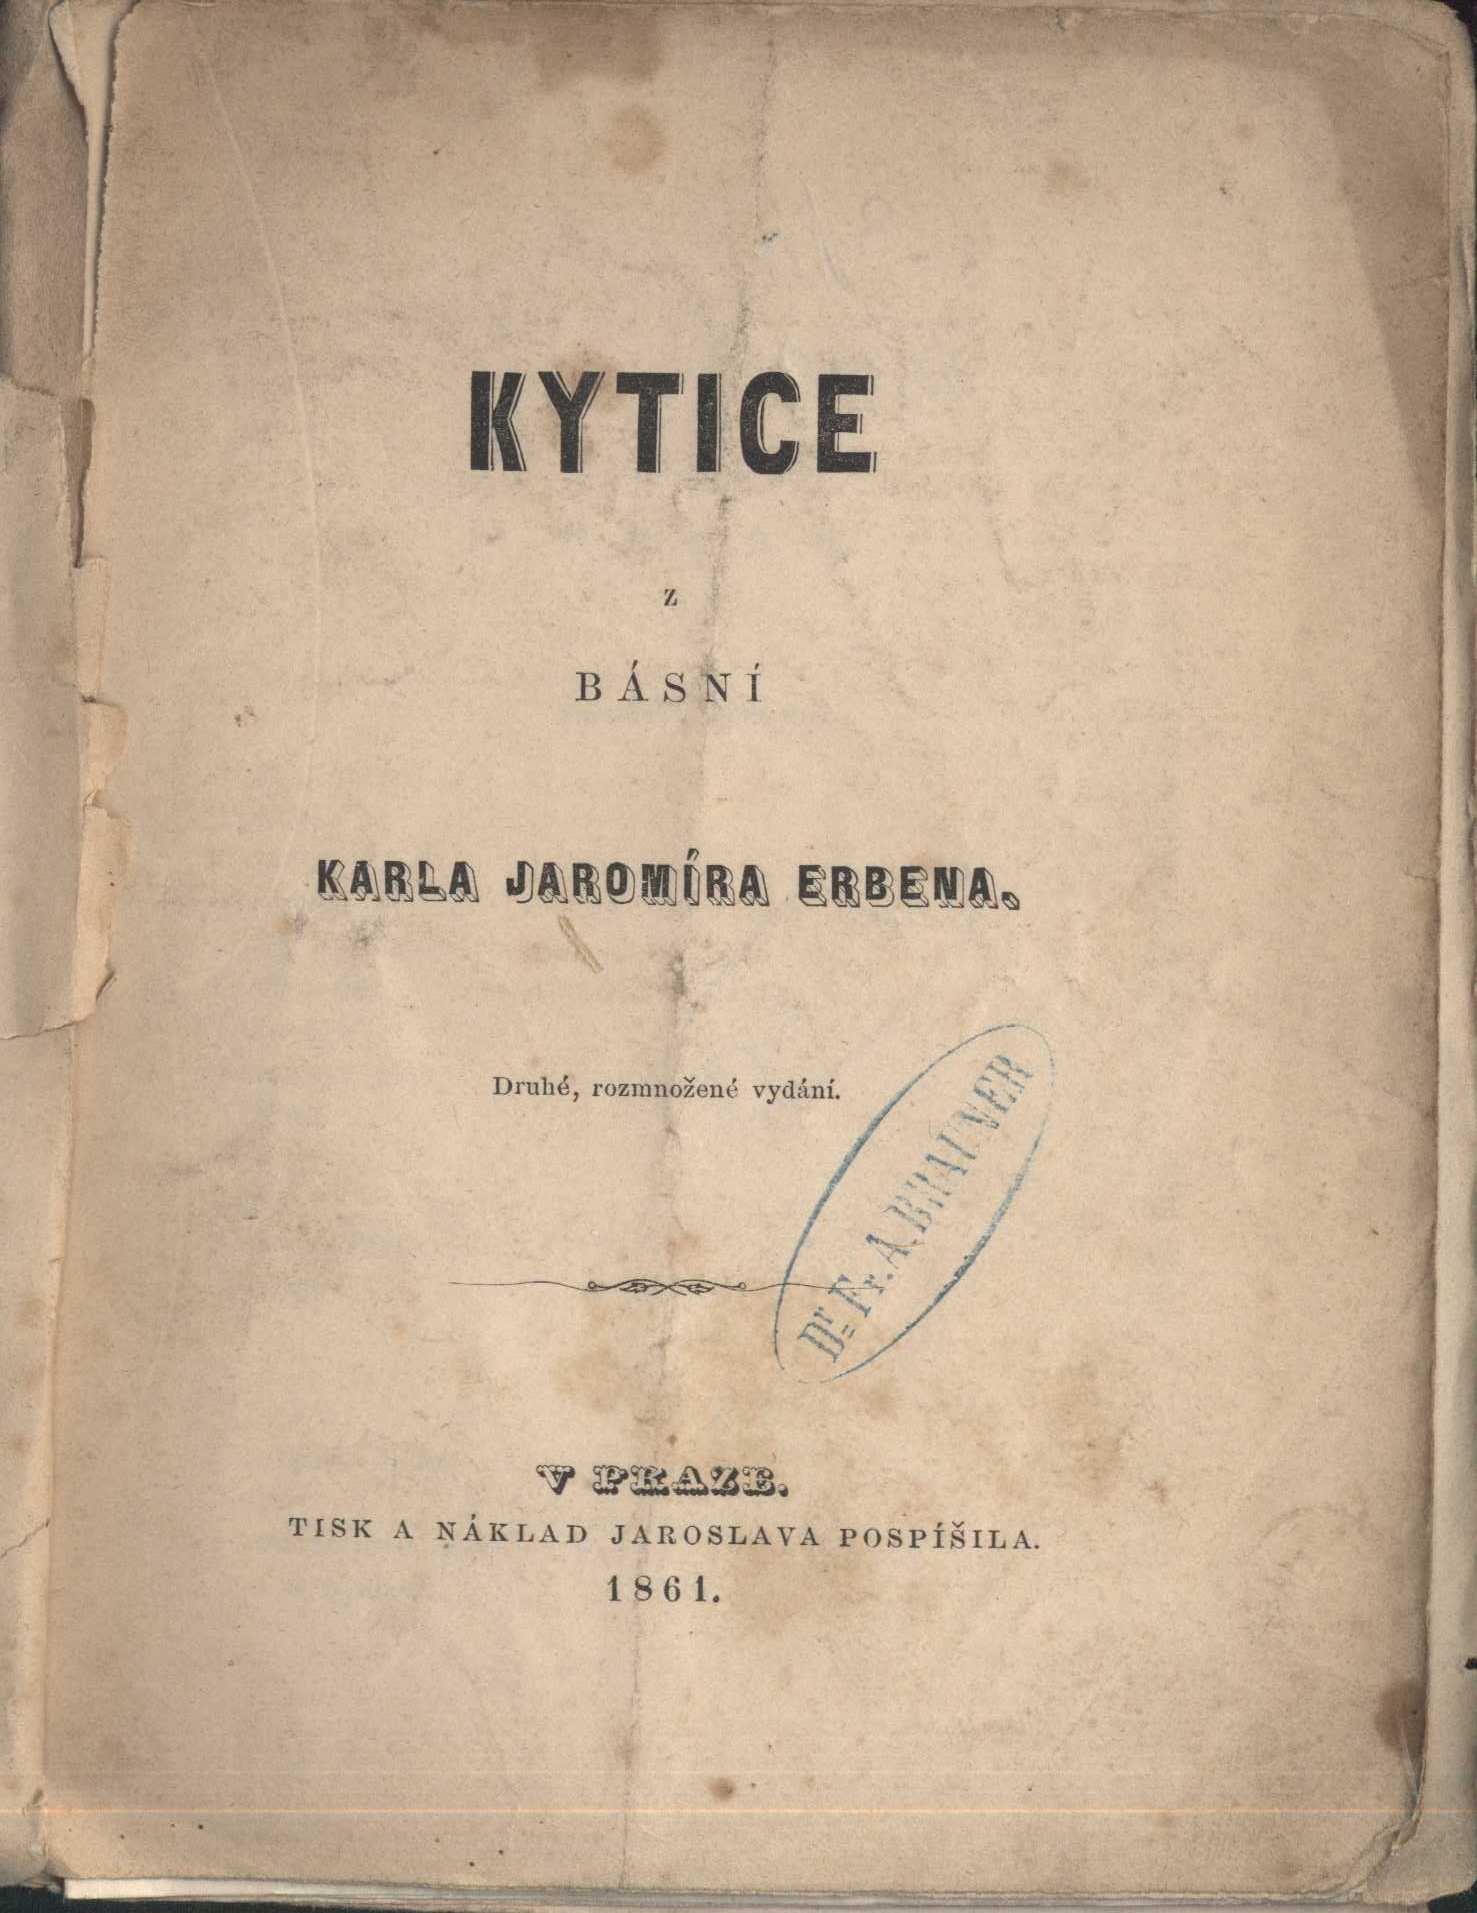 KYTICE
Z
BÁSNÍ
KARLA JAROMÍRA ERBENA.
Druhé, rozmnožené vydání.
Dr. Fr. A. BRAUNER
V PRAZE.
TISK A NÁKLAD JAROSLAVA POSPÍŠILA.
1861.